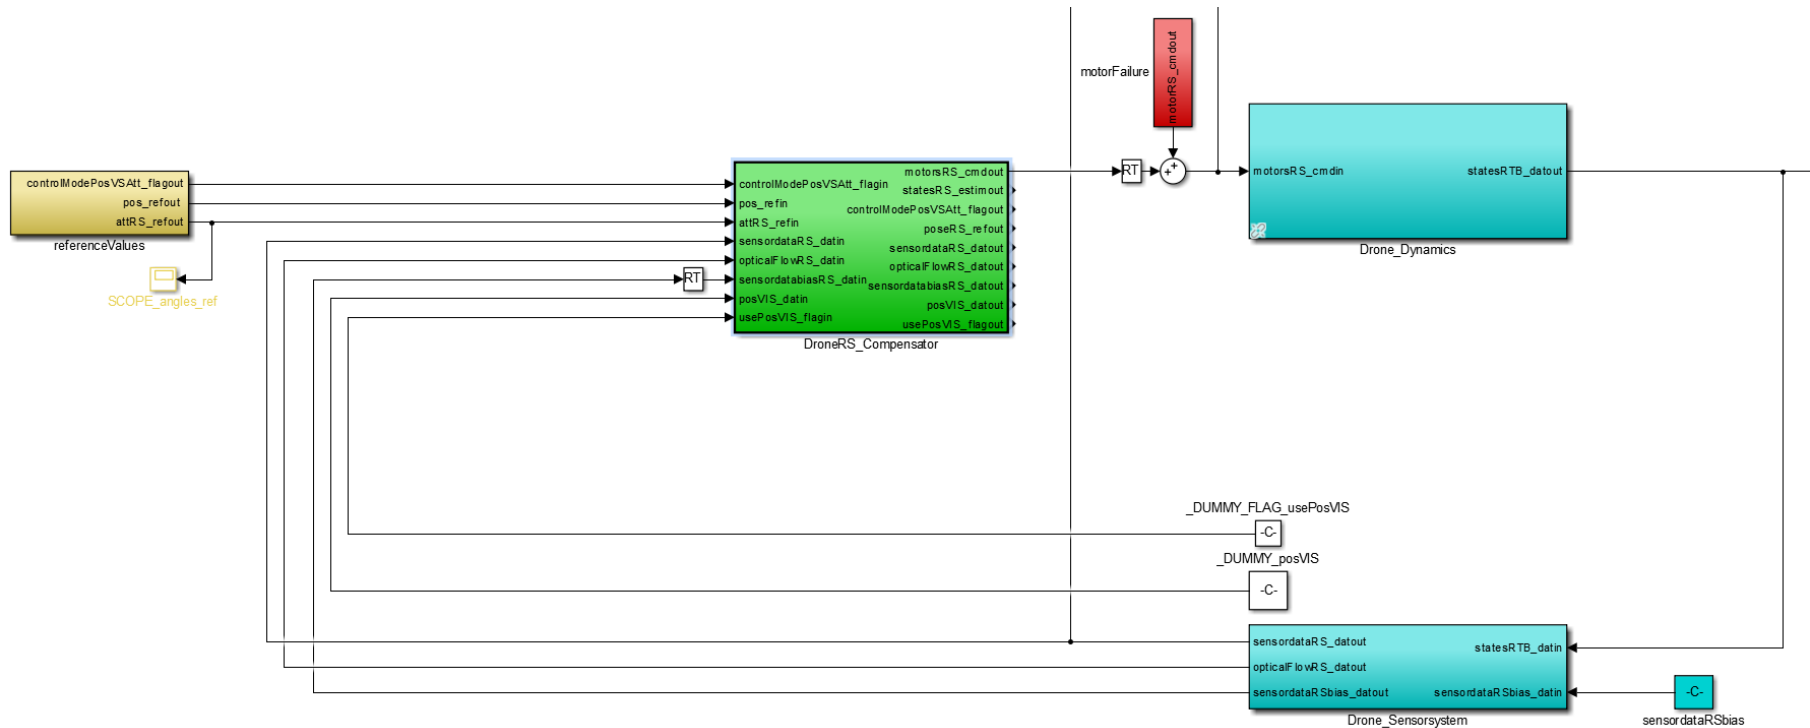 motorFailure
motorRS_cmdout
controlModePosVSAtt_flagout
pos_refout
attRS_refout
referenceValues
SCOPE_angles_ref
controlModePosVSAtt_flagin
pos_refin
attRS_refin
sensordataRS_datin
opticalFlowRS_datin
sensordatabiasRS_datin
posVIS_datin
usePosVIS_flagin
motorsRS_cmdout
statesRS_estimout
controlModePosVSAtt_flagout
poseRS_refout
sensordataRS_datout
opticalFlowRS_datout
sensordatabiasRS_datout
posVIS_datout
usePosVIS_flagout
DroneRS_Compensator
RT
RT
++
motorsRS_cmdin
statesRTB_datout
Drone_Dynamics
_DUMMY_FLAG_usePosVIS
-C-
_DUMMY_posVIS
-C-
sensordataRS_datout
opticalFlowRS_datout
sensordataRSbias_datout
statesRTB_datin
sensordataRSbias_datin
Drone_Sensorsystem
-C-
sensordataRSbias